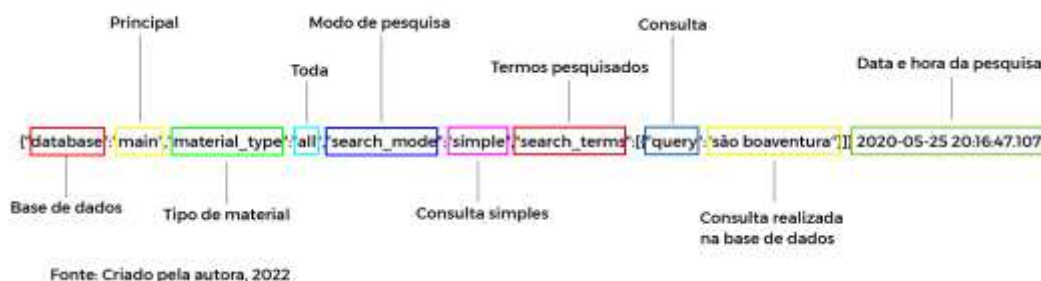 Principal
Modo de pesquisa
Consulta
Toda
Termos pesquisados
Data e hora da pesquisa
{"database":"main","material_type":"all","search_mode":"simple","search_terms":[{"query":"são boaventura"}]} 2020-05-25 20:16:47.107
Base de dados
Tipo de material
Consulta simples
Consulta realizada
na base de dados
Fonte: Criado pela autora, 2022